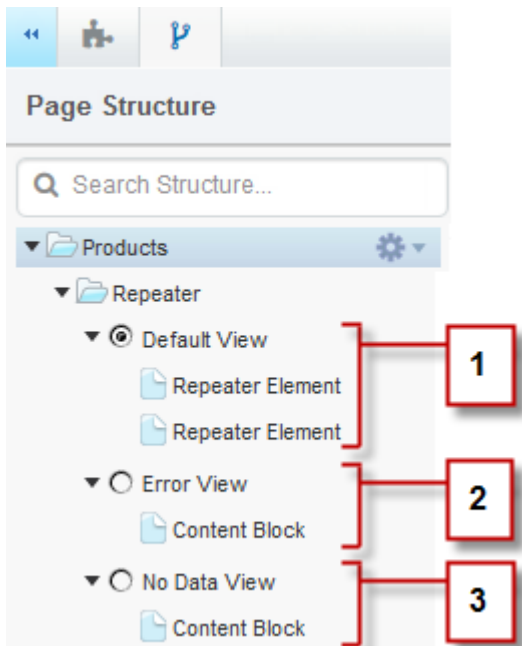 Page Structure
Search Structure...
Products
Repeater
Default View
Repeater Element
Repeater Element
1
Error View
Content Block
2
No Data View
Content Block
3